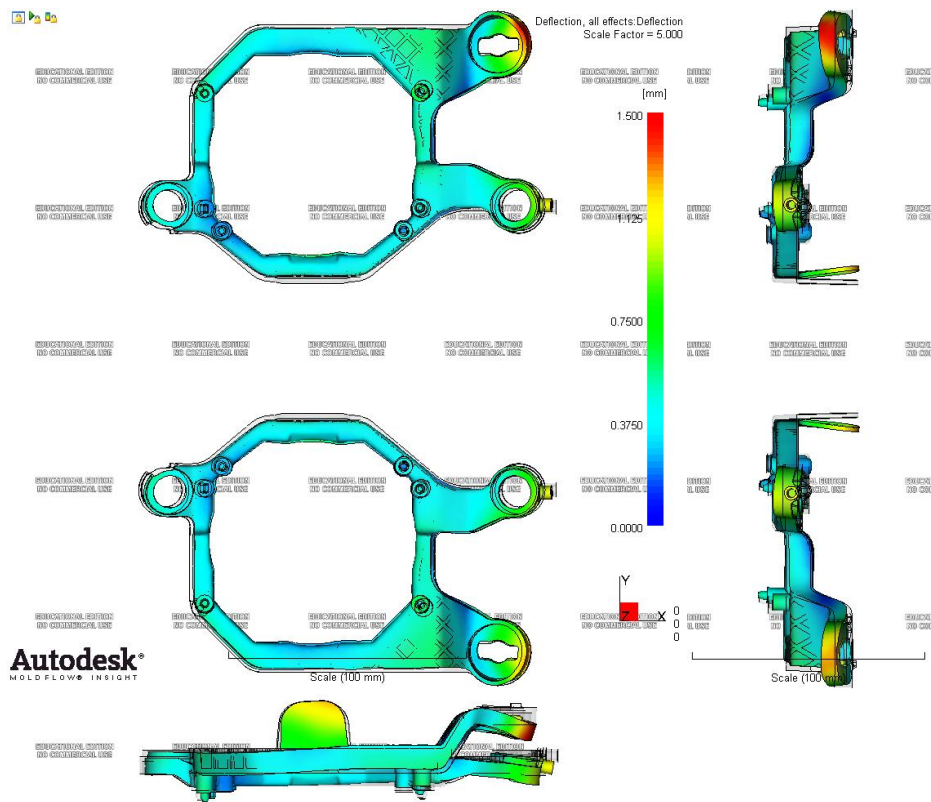 Deflection, all effects:Deflection
Scale Factor = 5.000
[mm]
1.500
1.125
0.7500
0.3750
0.0000
EDUCATIONAL EDITION
NO COMMERCIAL USE
Y
Z
X
0
0
0
Autodesk®
MOLDFLOW® INSIGHT
Scale (100 mm)
Scale (100 mm)